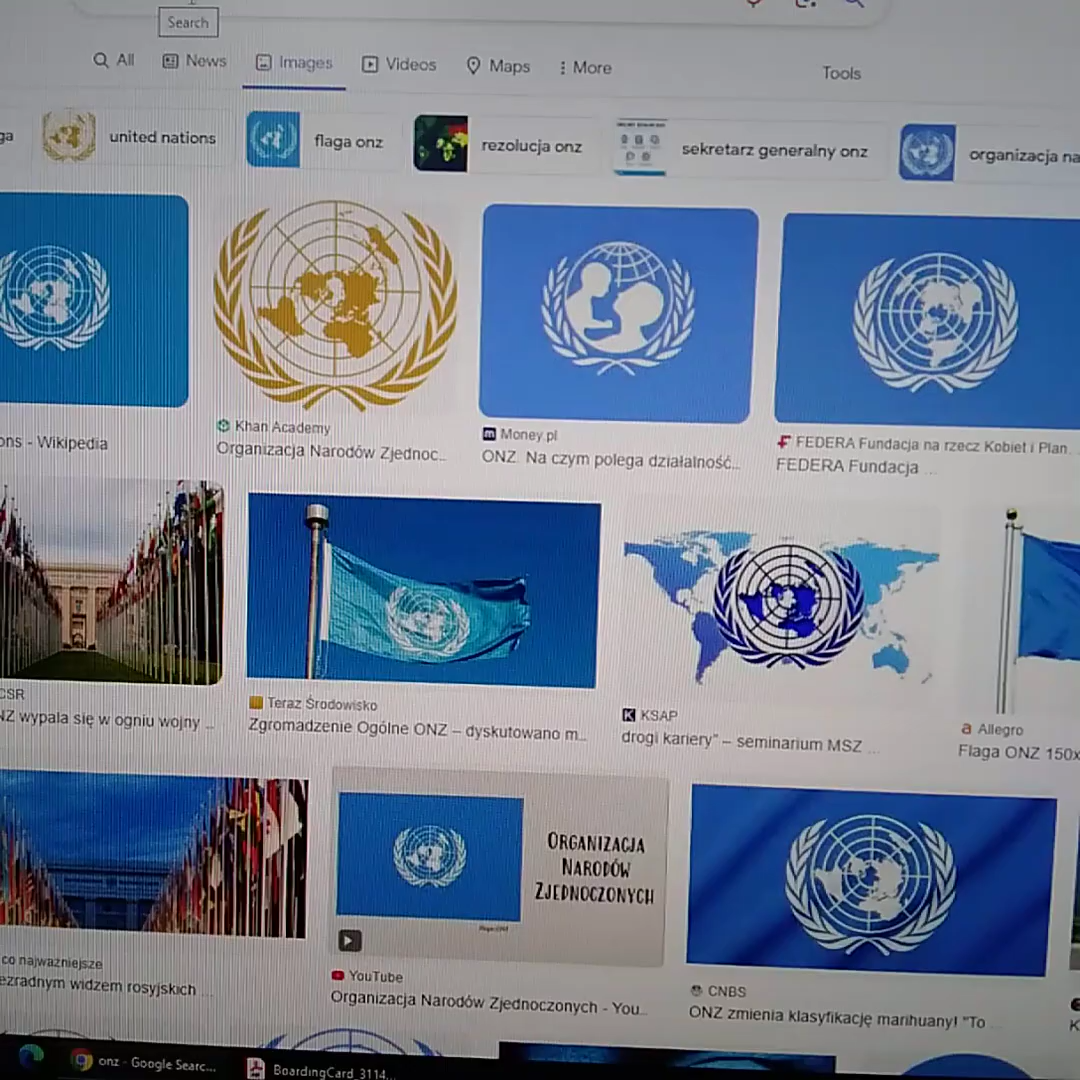 Search
All
News
Images
Videos
Maps
More
Tools
ga
united nations
flaga onz
rezolucja onz
sekretarz generalny onz
organizacja na
ons - Wikipedia
Khan Academy
Organizacja Narodów Zjednoc...
Money.pl
ONZ. Na czym polega działalność...
FEDERA Fundacja na rzecz Kobiet i Plan...
FEDERA Fundacja ...
CSR
NZ wypala się w ogniu wojny ...
Teraz Środowisko
Zgromadzenie Ogólne ONZ – dyskutowano m...
KSAP
drogi kariery" – seminarium MSZ ...
Allegro
Flaga ONZ 150x
ORGANIZACJA
NARODÓW
ZJEDNOCZONYCH
co najważniejsze
ezradnym widzem rosyjskich ...
YouTube
Organizacja Narodów Zjednoczonych - You...
CNBS
ONZ zmienia klasyfikację marihuany! "To ...
onz - Google Searc...
BoardingCard_3114...